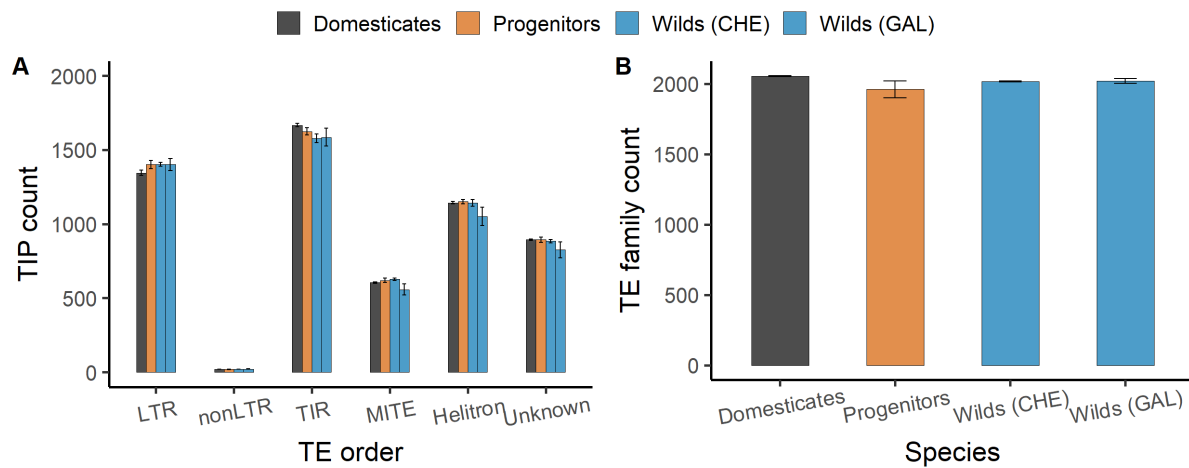 Domesticates Progenitors Wilds (CHE) Wilds (GAL)
A
TIP count
2000
1500
1000
500
0
LTR nonLTR TIR MITE Helitron Unknown
TE order
B
TE family count
2000
1500
1000
500
0
Domesticates Progenitors Wilds (CHE) Wilds (GAL)
Species